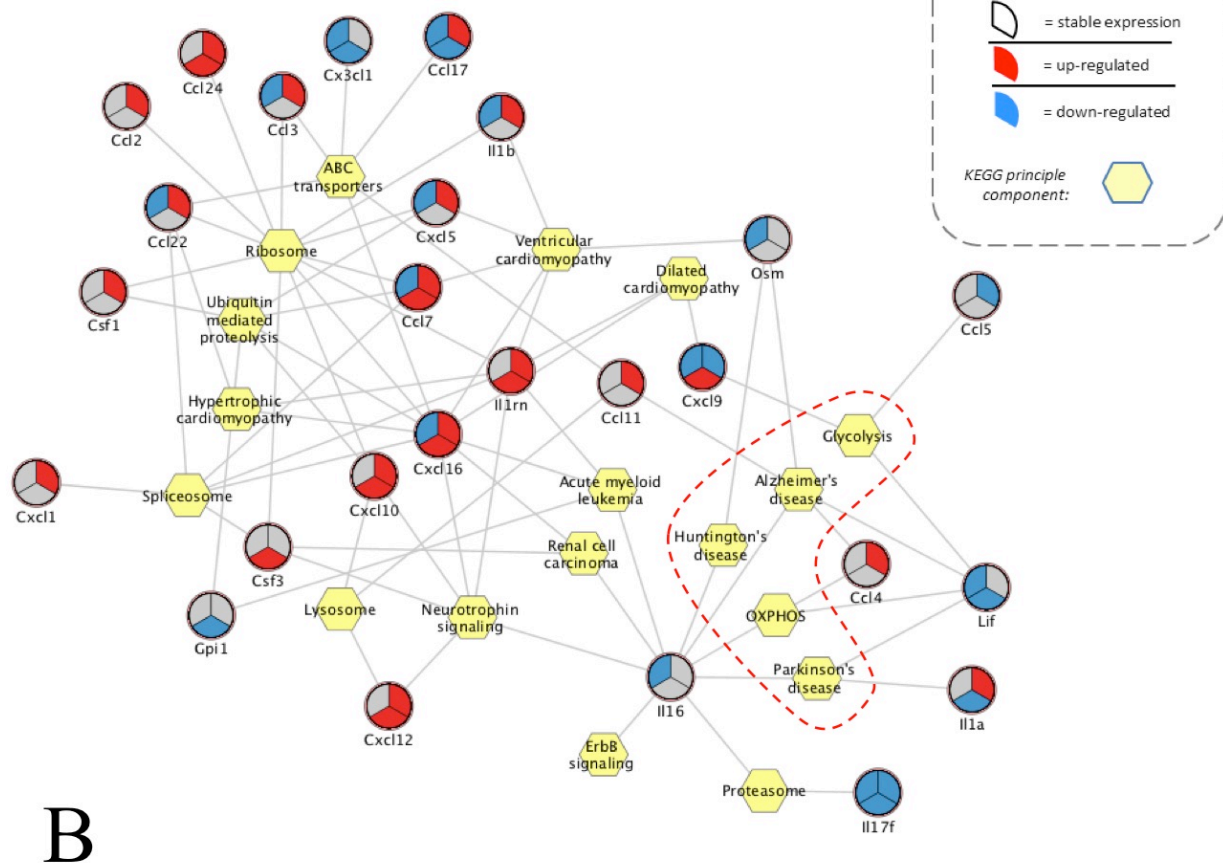 = stable expression
= up-regulated
= down-regulated
KEGG principle
component:
Ccl24
Cx3cl1
Ccl17
Ccl2
Ccl3
Il1b
ABC
transporters
Ccl22
Cxcl5
Ribosome
Ventricular
cardiomyopathy
Osm
Dilated
cardiomyopathy
Csf1
Ubiquitin
mediated
proteolysis
Ccl7
Ccl5
Hypertrophic
cardiomyopathy
Il1rn
Ccl11
Cxcl9
Glycolysis
Cxcl16
Cxcl1
Spliceosome
Cxcl10
Acute myeloid
leukemia
Alzheimer's
disease
Csf3
Renal cell
carcinoma
Huntington's
disease
Ccl4
Lif
Gpi1
Lysosome
Neurotrophin
signaling
OXPHOS
Parkinson's
disease
Il16
Il1a
Cxcl12
ErbB
signaling
Proteasome
Il17f
B